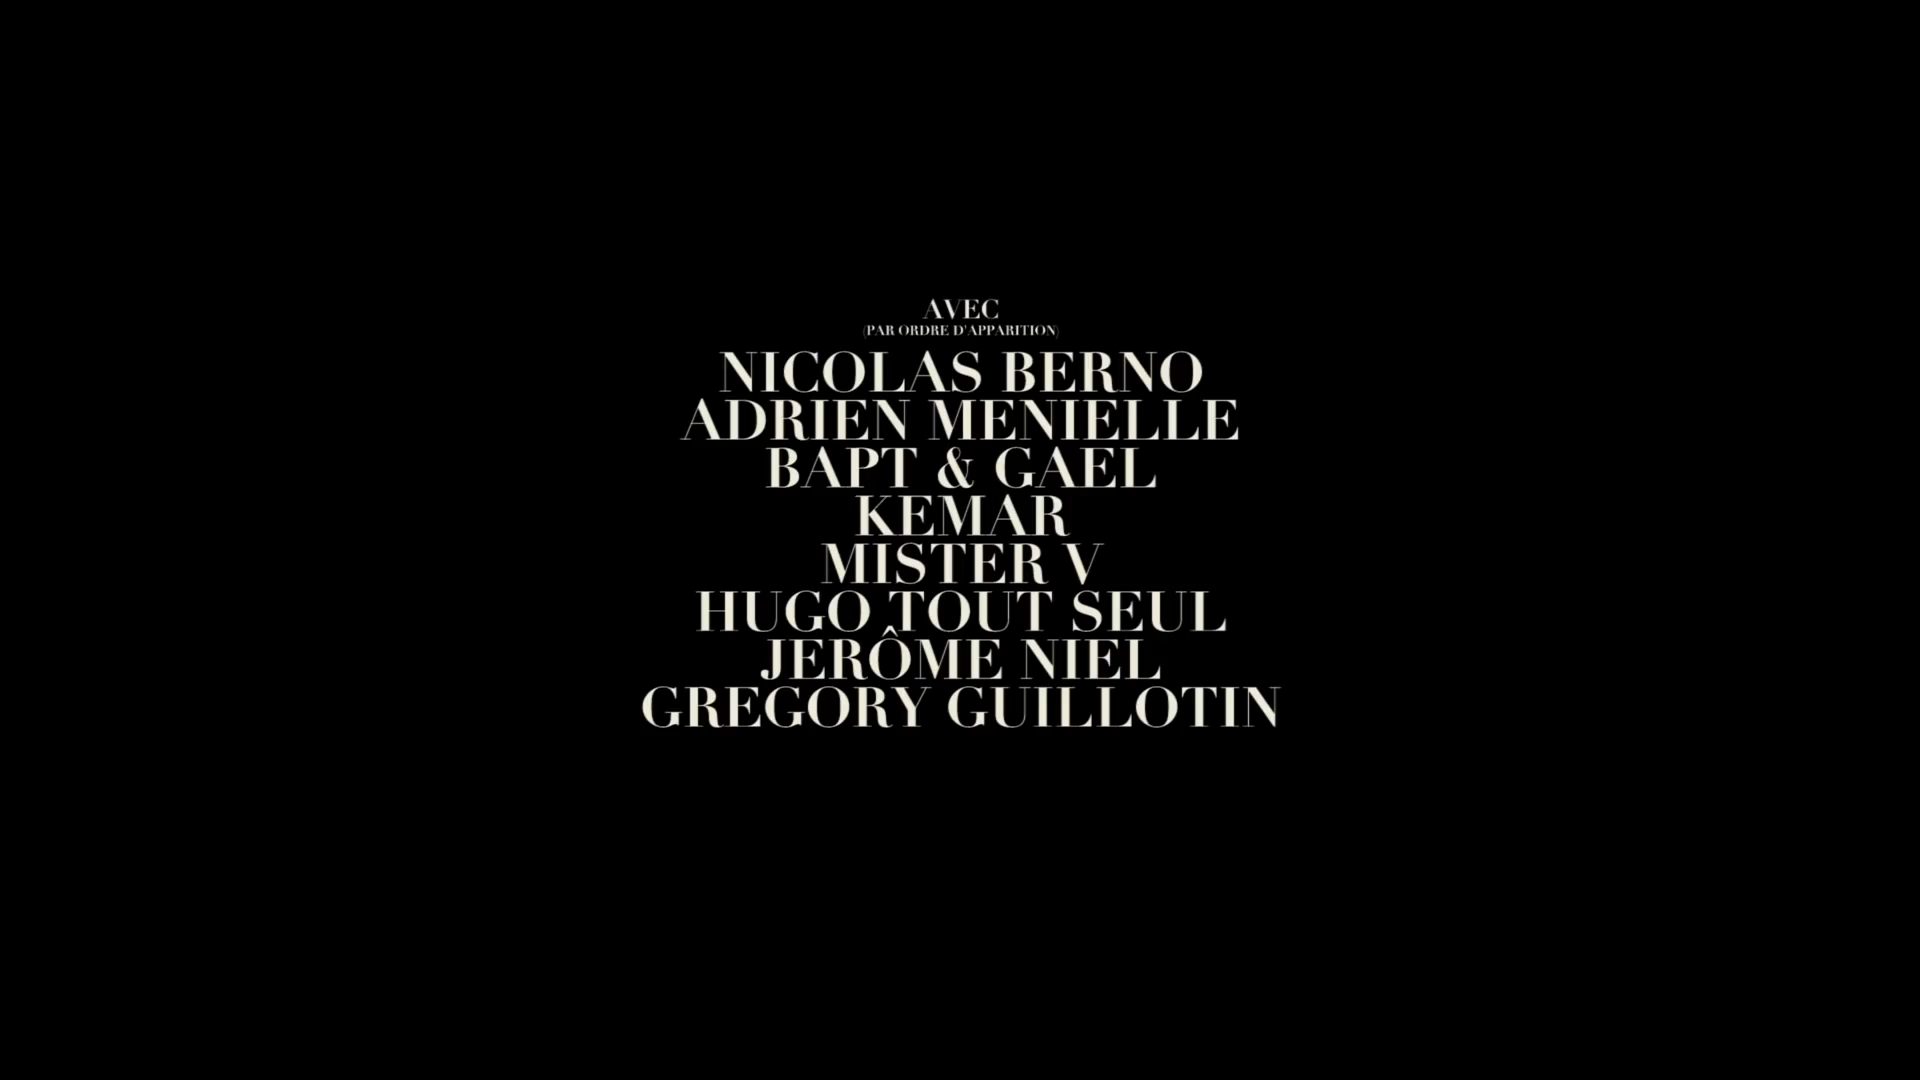 AVEC
(PAR ORDRE D'APPARITION)
NICOLAS BERNO
ADRIEN MENIELLE
BAPT & GAEL
KEMAR
MISTER V
HUGO TOUT SEUL
JERÔME NIEL
GREGORY GUILLOTIN